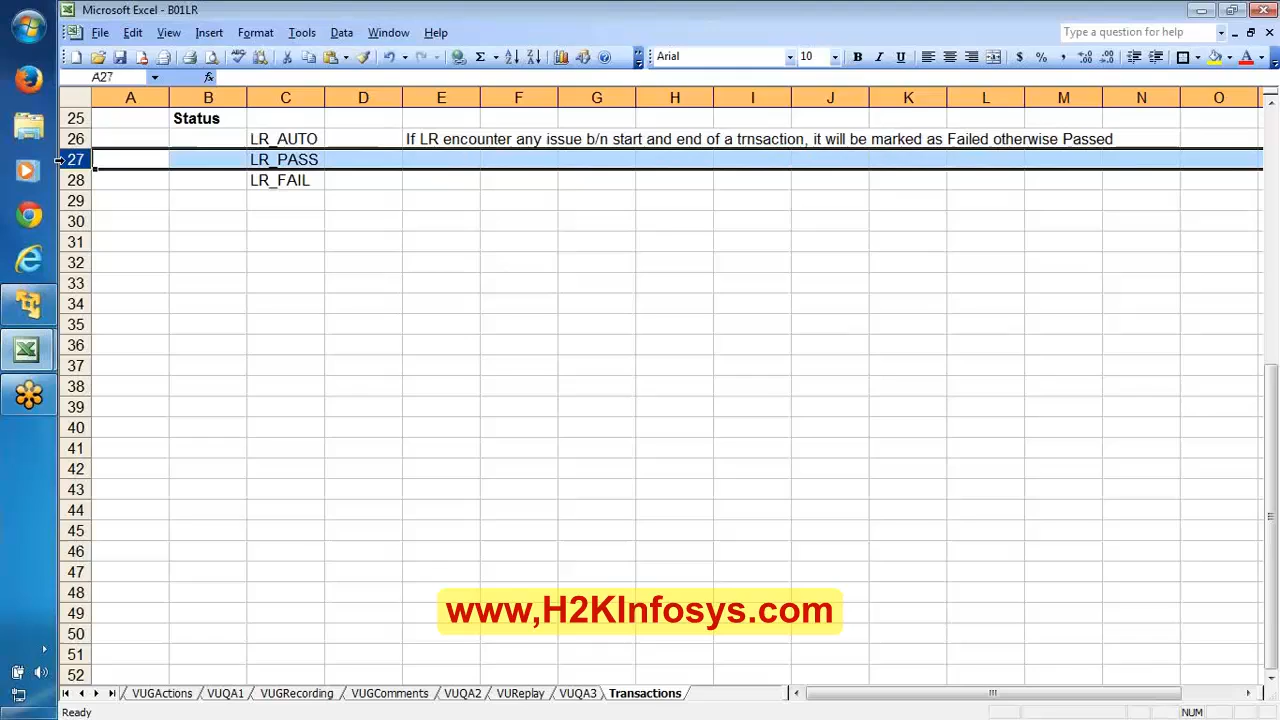 Microsoft Excel - B01LR
File Edit View Insert Format Tools Data Window Help
Type a question for help
Arial 10 B I U $ % ,
A27 fx
A B C D E F G H I J K L M N O
25 Status
26 LR_AUTO If LR encounter any issue b/n start and end of a trnsaction, it will be marked as Failed otherwise Passed
27 LR_PASS
28 LR_FAIL
29
30
31
32
33
34
35
36
37
38
39
40
41
42
43
44
45
46
47
48
www,H2KInfosys.com
49
50
51
52
VUGActions VUQA1 VUGRecording VUGComments VUQA2 VUReplay VUQA3 Transactions
Ready NUM